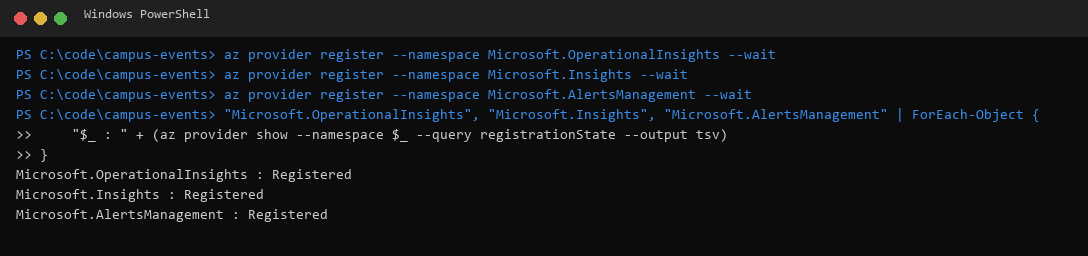 Windows PowerShell
PS C:\code\campus-events> az provider register --namespace Microsoft.OperationalInsights --wait
PS C:\code\campus-events> az provider register --namespace Microsoft.Insights --wait
PS C:\code\campus-events> az provider register --namespace Microsoft.AlertsManagement --wait
PS C:\code\campus-events> "Microsoft.OperationalInsights", "Microsoft.Insights", "Microsoft.AlertsManagement" | ForEach-Object {
>>     "$_ : " + (az provider show --namespace $_ --query registrationState --output tsv)
>> }
Microsoft.OperationalInsights : Registered
Microsoft.Insights : Registered
Microsoft.AlertsManagement : Registered